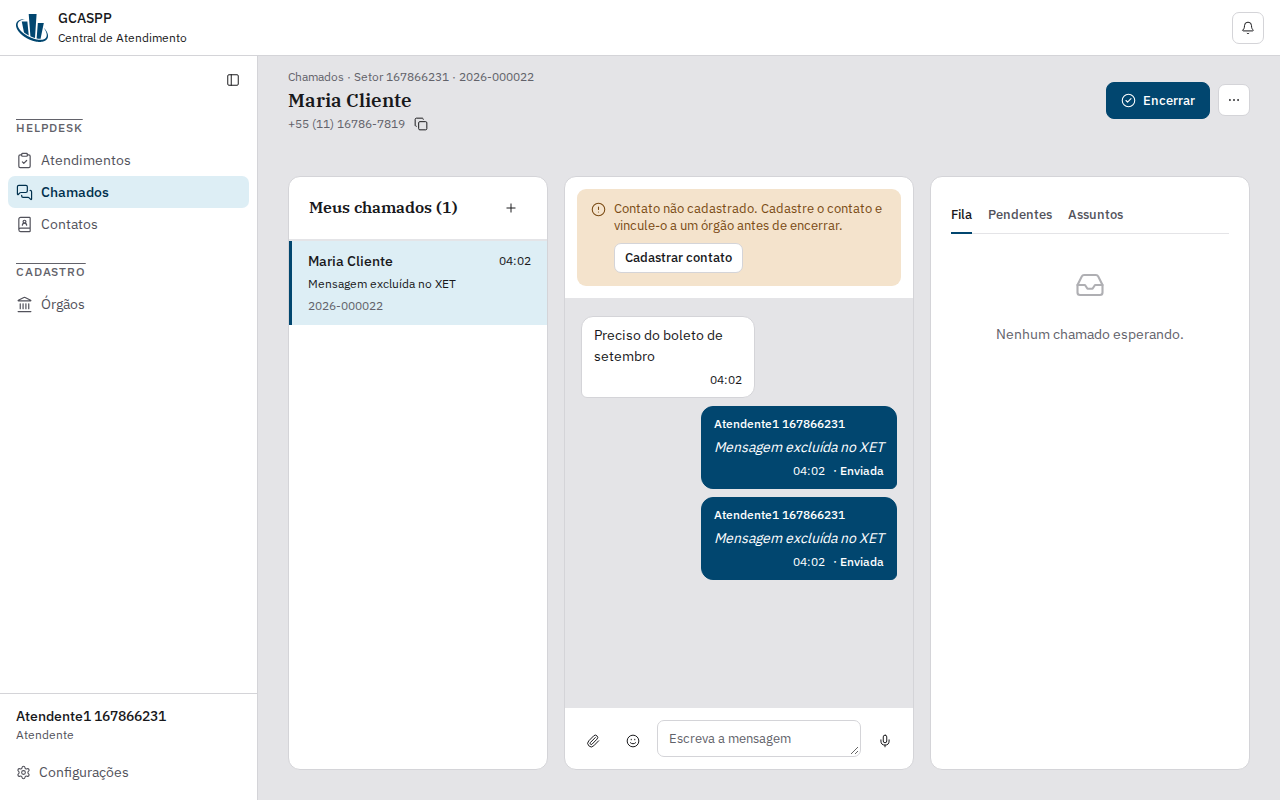 GCASPP
Central de Atendimento
HELPDESK
Atendimentos
Chamados
Contatos
CADASTRO
Órgãos
Atendente1 167866231
Atendente
Configurações
Chamados · Setor 167866231 · 2026-000022
Maria Cliente
+55 (11) 16786-7819
Encerrar
Meus chamados (1)
Maria Cliente 04:02
Mensagem excluída no XET
2026-000022
Contato não cadastrado. Cadastre o contato e
vincule-o a um órgão antes de encerrar.
Cadastrar contato
Preciso do boleto de
setembro
04:02
Atendente1 167866231
Mensagem excluída no XET
04:02 · Enviada
Atendente1 167866231
Mensagem excluída no XET
04:02 · Enviada
Escreva a mensagem
Fila Pendentes Assuntos
Nenhum chamado esperando.